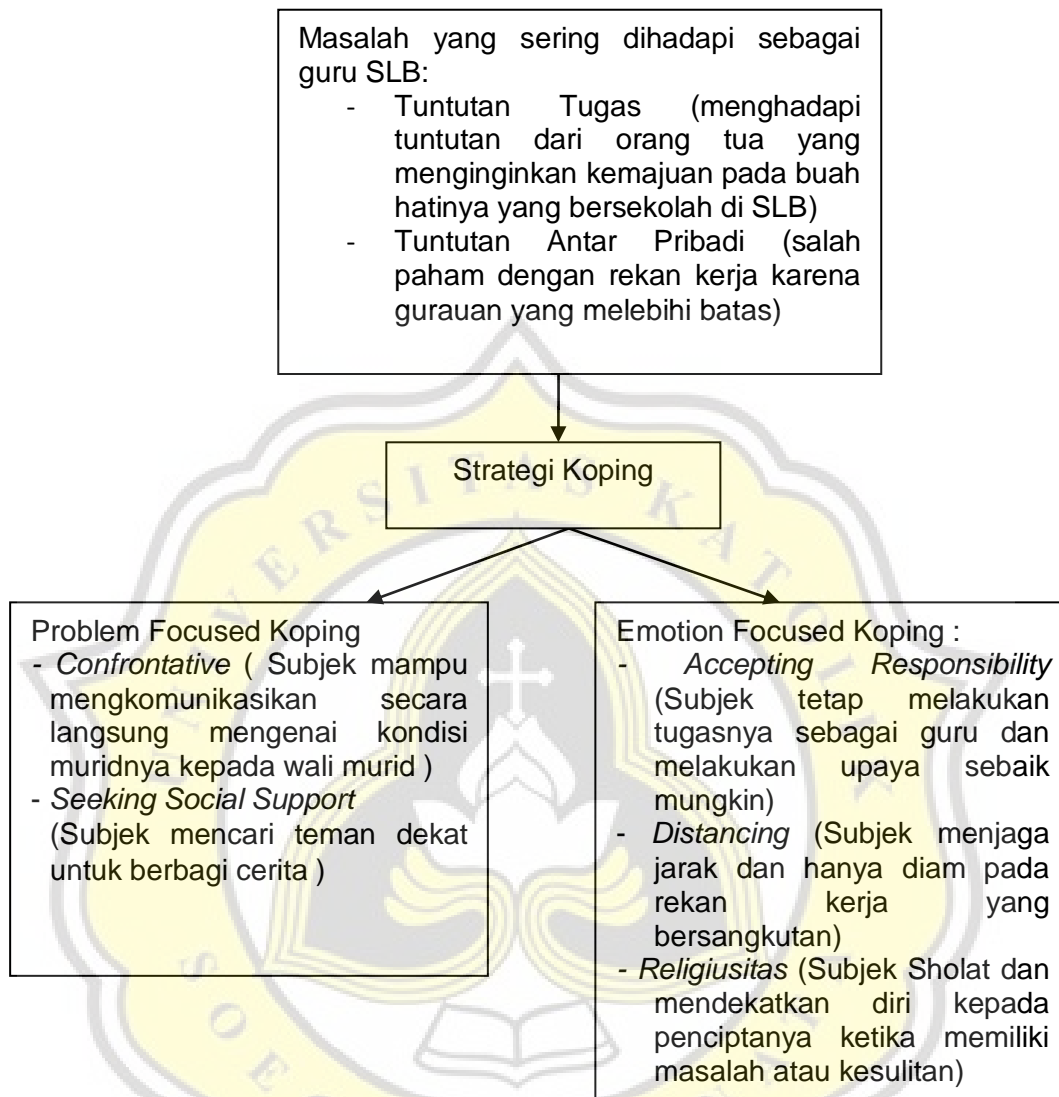 Masalah yang sering dihadapi sebagai
guru SLB:
- Tuntutan Tugas (menghadapi
tuntutan dari orang tua yang
menginginkan kemajuan pada buah
hatinya yang bersekolah di SLB)
- Tuntutan Antar Pribadi (salah
paham dengan rekan kerja karena
gurauan yang melebihi batas)
Strategi Koping
Problem Focused Koping
- Confrontative ( Subjek mampu
mengkomunikasikan secara
langsung mengenai kondisi
muridnya kepada wali murid )
- Seeking Social Support
(Subjek mencari teman dekat
untuk berbagi cerita )
Emotion Focused Koping :
- Accepting Responsibility
(Subjek tetap melakukan
tugasnya sebagai guru dan
melakukan upaya sebaik
mungkin)
- Distancing (Subjek menjaga
jarak dan hanya diam pada
rekan kerja yang
bersangkutan)
- Religiusitas (Subjek Sholat dan
mendekatkan diri kepada
penciptanya ketika memiliki
masalah atau kesulitan)